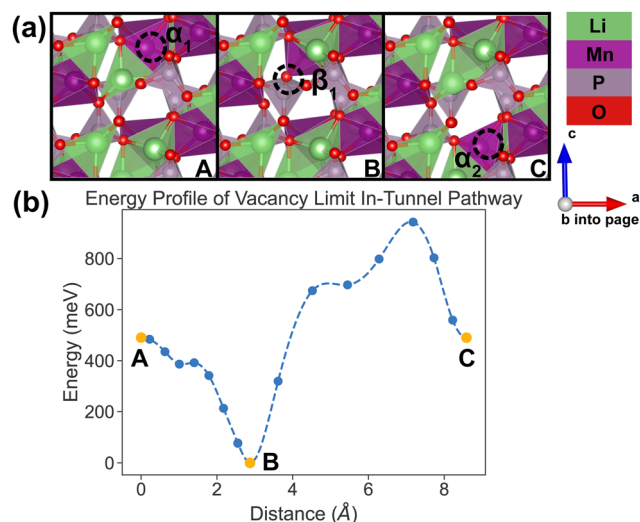 (a)
α1
A
β1
B
α2
C
Li
Mn
P
O
c
a
b into page
(b)
Energy Profile of Vacancy Limit In-Tunnel Pathway
Energy (meV)
800
600
400
200
0
A
B
C
0
2
4
6
8
Distance (Å)